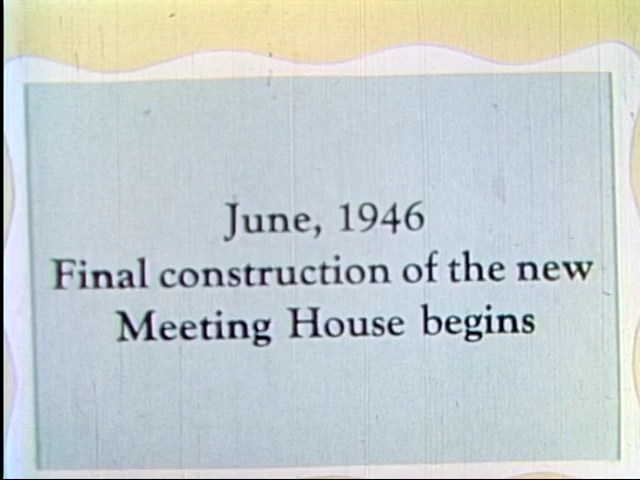 June, 1946
Final construction of the new
Meeting House begins